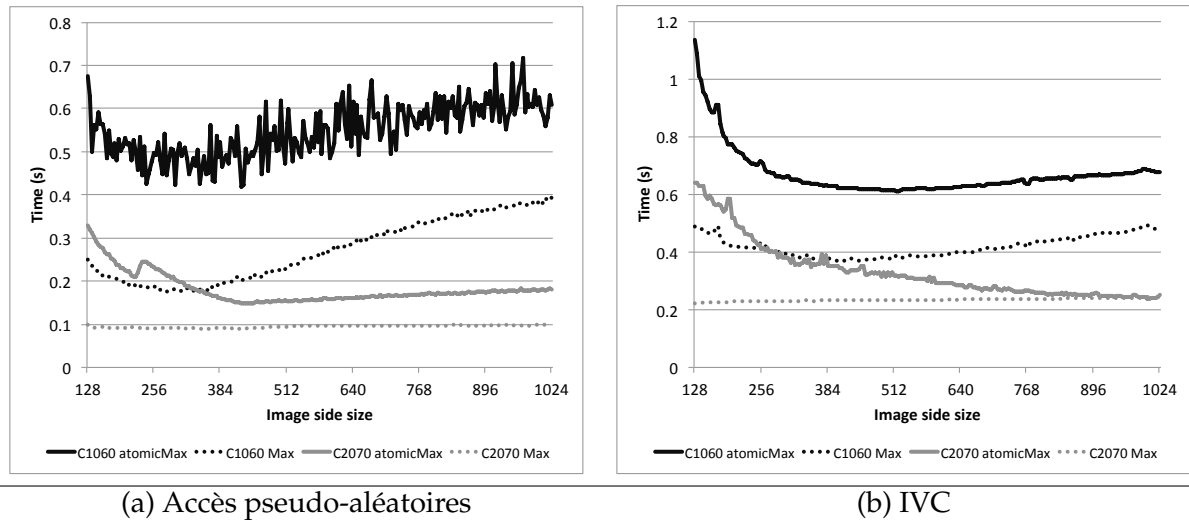 0.8
0.7
0.6
0.5
0.4
0.3
0.2
0.1
0
Time (s)
128 256 384 512 640 768 896 1024
Image side size
C1060 atomicMax C1060 Max C2070 atomicMax C2070 Max
(a) Accès pseudo-aléatoires
1.2
1
0.8
0.6
0.4
0.2
0
Time (s)
128 256 384 512 640 768 896 1024
Image side size
C1060 atomicMax C1060 Max C2070 atomicMax C2070 Max
(b) IVC